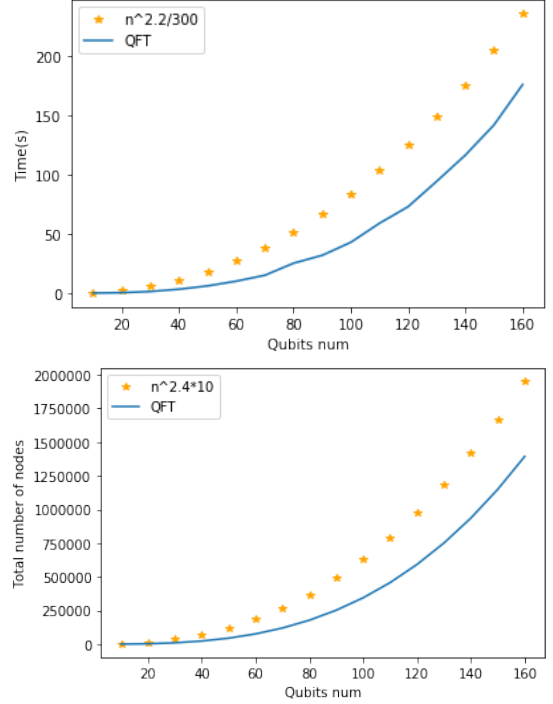 n^2.2/300
QFT
200
150
100
50
0
Time(s)
20 40 60 80 100 120 140 160
Qubits num
n^2.4*10
QFT
2000000
1750000
1500000
1250000
1000000
750000
500000
250000
0
Total number of nodes
20 40 60 80 100 120 140 160
Qubits num